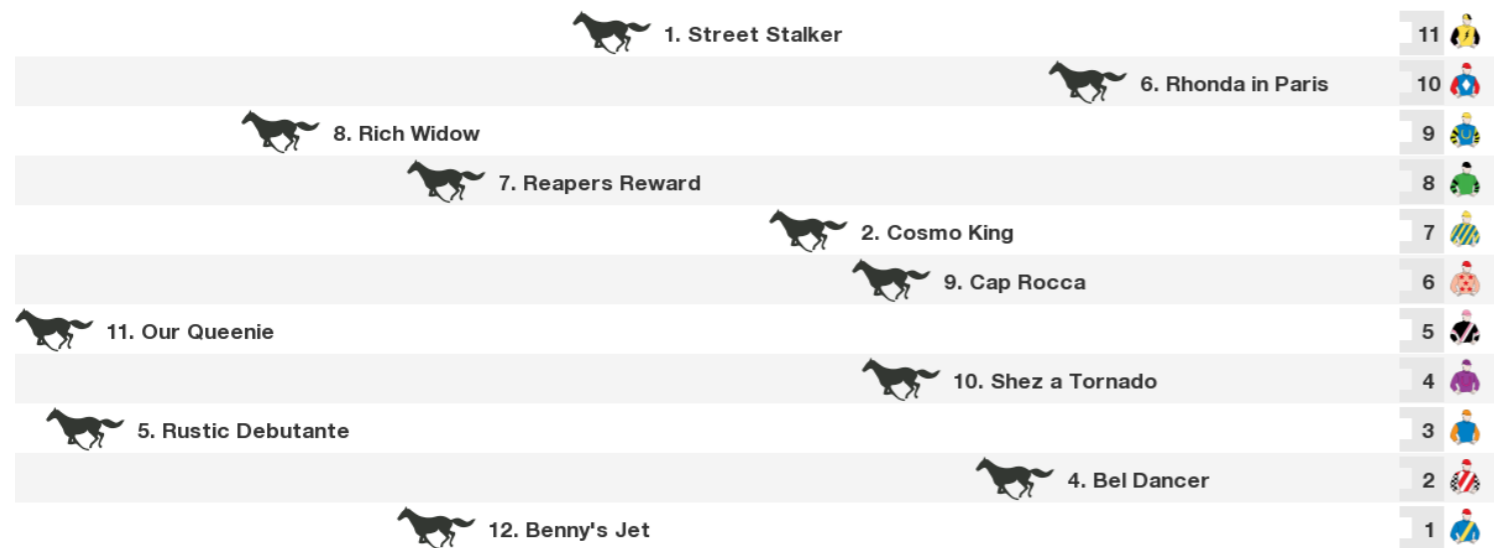 1. Street Stalker 11
6. Rhonda in Paris 10
8. Rich Widow 9
7. Reapers Reward 8
2. Cosmo King 7
9. Cap Rocca 6
11. Our Queenie 5
10. Shez a Tornado 4
5. Rustic Debutante 3
4. Bel Dancer 2
12. Benny's Jet 1